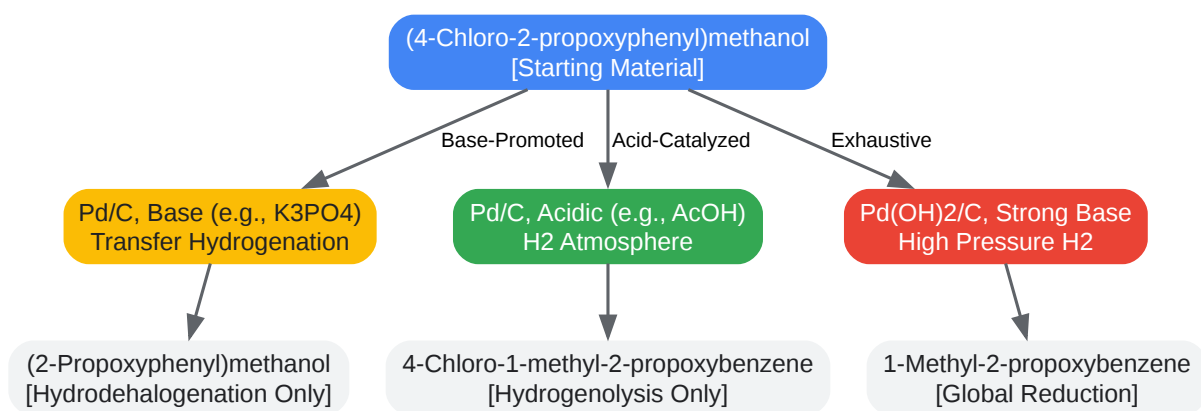 (4-Chloro-2-propoxyphenyl)methanol
[Starting Material]
Base-Promoted
Acid-Catalyzed
Exhaustive
Pd/C, Base (e.g., K3PO4)
Transfer Hydrogenation
Pd/C, Acidic (e.g., AcOH)
H2 Atmosphere
Pd(OH)2/C, Strong Base
High Pressure H2
(2-Propoxyphenyl)methanol
[Hydrodehalogenation Only]
4-Chloro-1-methyl-2-propoxybenzene
[Hydrogenolysis Only]
1-Methyl-2-propoxybenzene
[Global Reduction]